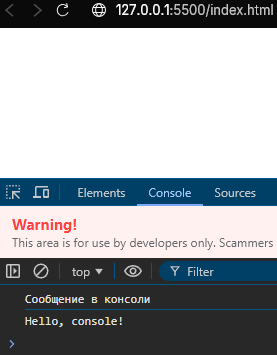 127.0.0.1:5500/index.html
Elements Console Sources
Warning!
This area is for use by developers only. Scammers
top Filter
Сообщение в консоли
Hello, console!